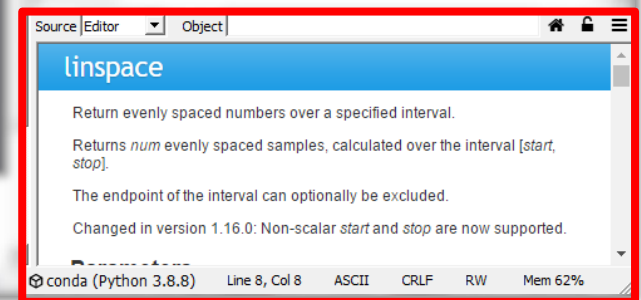 Source Editor Object
linspace
Return evenly spaced numbers over a specified interval.
Returns num evenly spaced samples, calculated over the interval [start,
stop].
The endpoint of the interval can optionally be excluded.
Changed in version 1.16.0: Non-scalar start and stop are now supported.
Parameters
conda (Python 3.8.8) Line 8, Col 8 ASCII CRLF RW Mem 62%